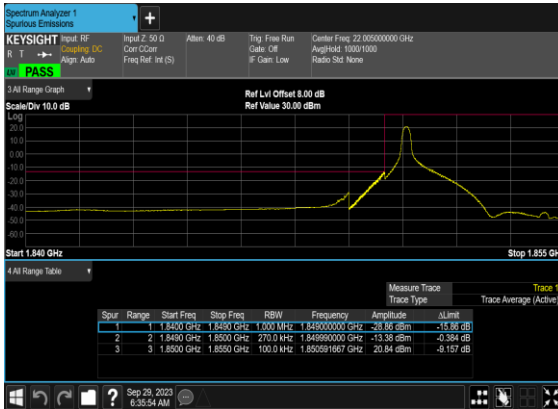 Spectrum Analyzer 1
Spurious Emissions
+
KEYSIGHT Input: RF Input Z: 50 Ω Atten: 40 dB Trig: Free Run Center Freq: 22.005000000 GHz
R T Coupling: DC Corr CCorr Gate: Off Avg|Hold: 1000/1000
Align: Auto Freq Ref: Int (S) IF Gain: Low Radio Std: None
PASS
3 All Range Graph
Ref Lvl Offset 8.00 dB
Scale/Div 10.0 dB Ref Value 30.00 dBm
Log
20.0
10.0
0.00
-10.0
-20.0
-30.0
-40.0
-50.0
-60.0
Start 1.840 GHz Stop 1.855 GH
4 All Range Table
Measure Trace Trace 1
Trace Type Trace Average (Active)
Spur Range Start Freq Stop Freq RBW Frequency Amplitude ΔLimit
1 1 1.8400 GHz 1.8490 GHz 1.000 MHz 1.849000000 GHz -28.86 dBm -15.86 dB
2 2 1.8490 GHz 1.8500 GHz 270.0 kHz 1.849990000 GHz -13.38 dBm -0.384 dB
3 3 1.8500 GHz 1.8550 GHz 100.0 kHz 1.850591667 GHz 20.84 dBm -9.157 dB
?
Sep 29, 2023
6:35:54 AM